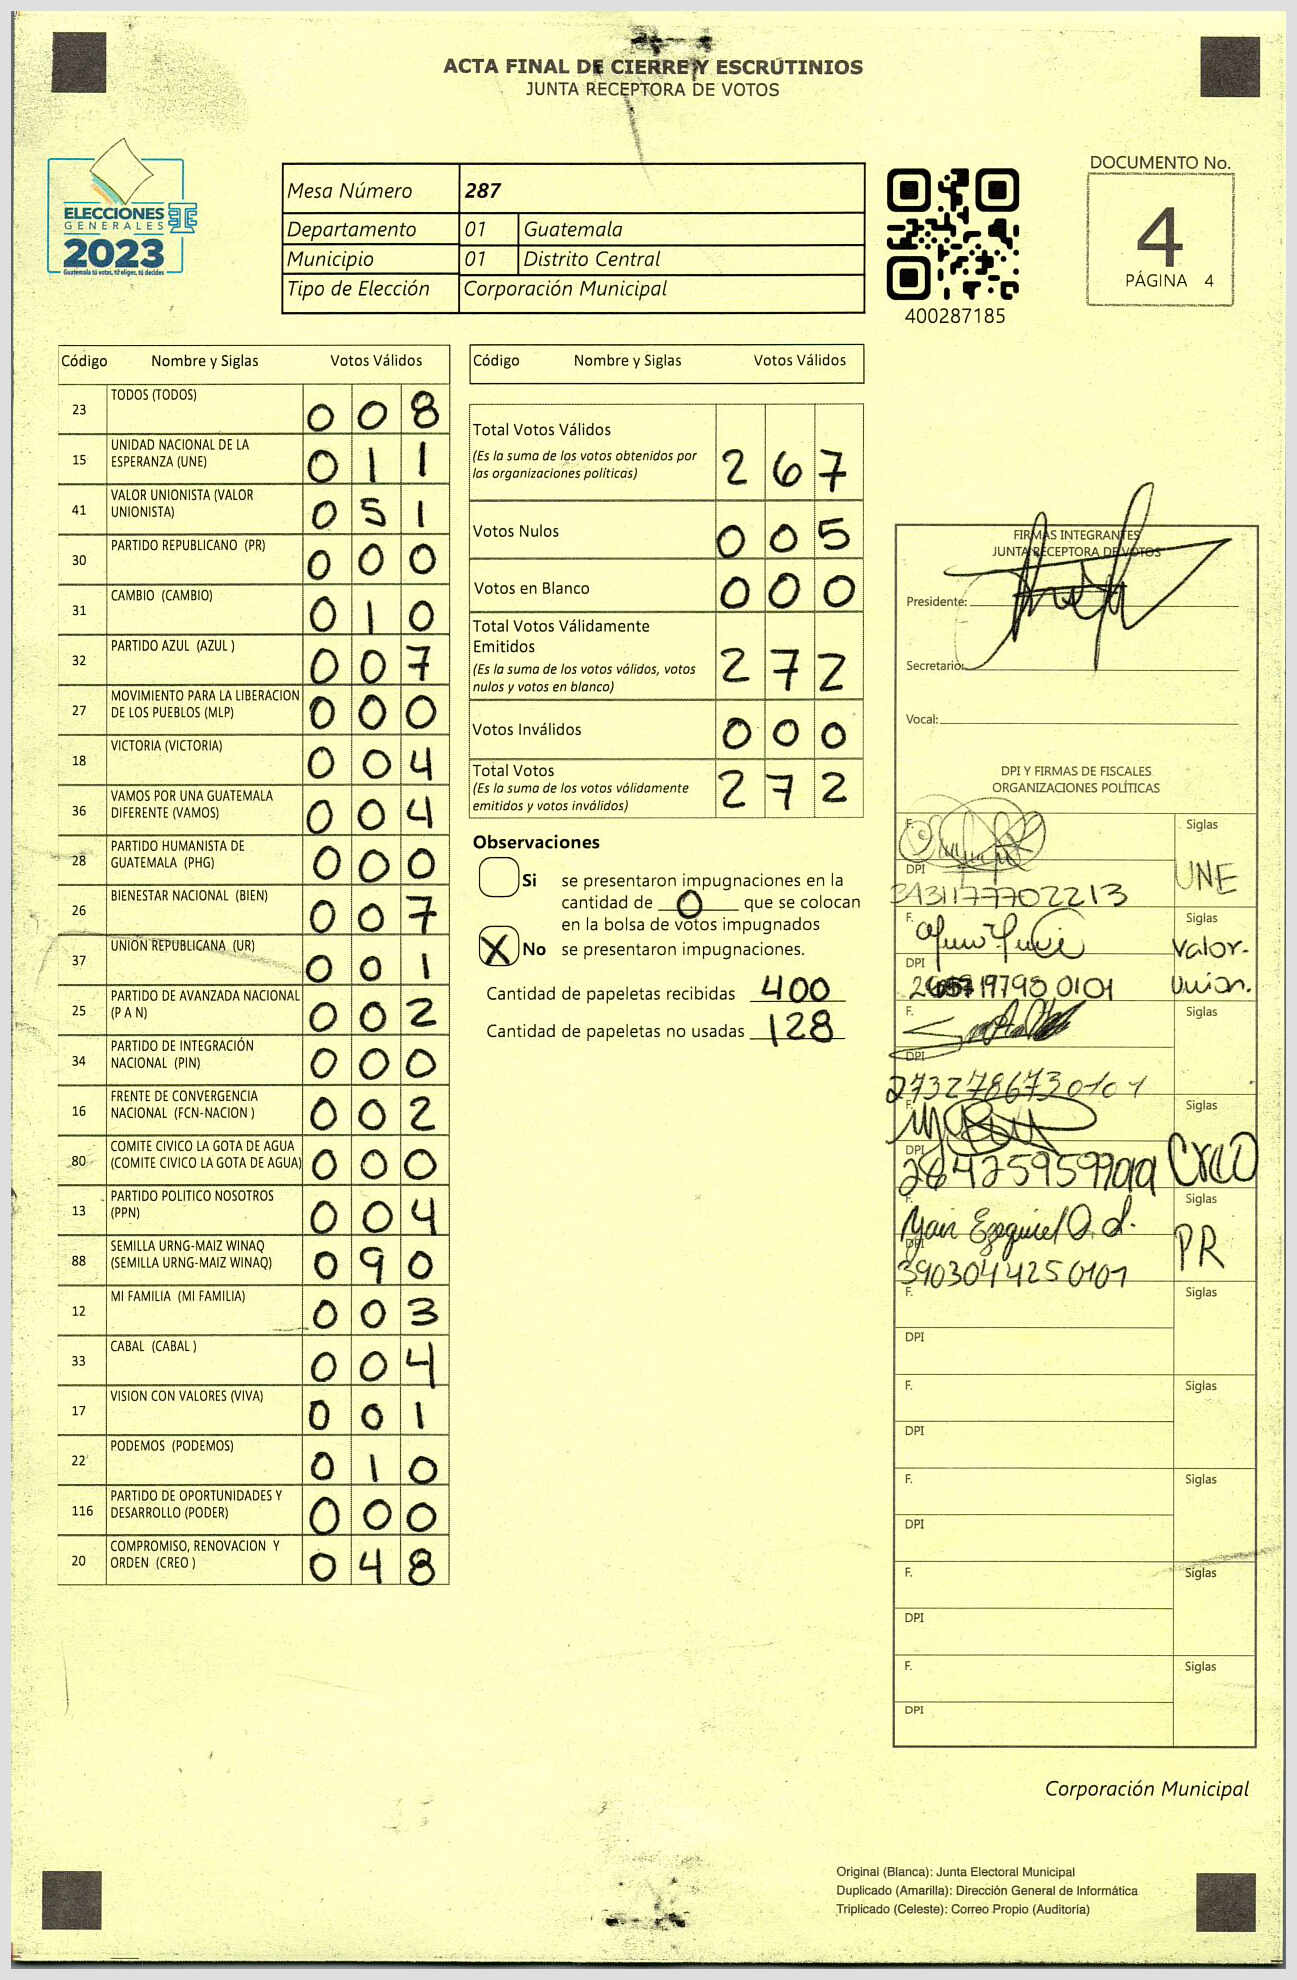 ACTA FINAL DE CIERRE Y ESCRUTINIOS
JUNTA RECEPTORA DE VOTOS
ELECCIONES
GENERALES
2023
Guatemala tú votas, tú eliges, tú decides
Mesa Número 287
Departamento 01 Guatemala
Municipio 01 Distrito Central
Tipo de Elección Corporación Municipal
400287185
DOCUMENTO No.
4
PÁGINA 4
Código Nombre y Siglas Votos Válidos
23 TODOS (TODOS) 0 0 8
15 UNIDAD NACIONAL DE LA
ESPERANZA (UNE) 0 1 1
41 VALOR UNIONISTA (VALOR
UNIONISTA) 0 5 1
30 PARTIDO REPUBLICANO (PR) 0 0 0
31 CAMBIO (CAMBIO) 0 1 0
32 PARTIDO AZUL (AZUL ) 0 0 7
27 MOVIMIENTO PARA LA LIBERACION
DE LOS PUEBLOS (MLP) 0 0 0
18 VICTORIA (VICTORIA) 0 0 4
36 VAMOS POR UNA GUATEMALA
DIFERENTE (VAMOS) 0 0 4
28 PARTIDO HUMANISTA DE
GUATEMALA (PHG) 0 0 0
26 BIENESTAR NACIONAL (BIEN) 0 0 7
37 UNION REPUBLICANA (UR) 0 0 1
25 PARTIDO DE AVANZADA NACIONAL
(P A N) 0 0 2
34 PARTIDO DE INTEGRACIÓN
NACIONAL (PIN) 0 0 0
16 FRENTE DE CONVERGENCIA
NACIONAL (FCN-NACION ) 0 0 2
80 COMITE CIVICO LA GOTA DE AGUA
(COMITE CIVICO LA GOTA DE AGUA) 0 0 0
13 PARTIDO POLITICO NOSOTROS
(PPN) 0 0 4
88 SEMILLA URNG-MAIZ WINAQ
(SEMILLA URNG-MAIZ WINAQ) 0 9 0
12 MI FAMILIA (MI FAMILIA) 0 0 3
33 CABAL (CABAL ) 0 0 4
17 VISION CON VALORES (VIVA) 0 0 1
22 PODEMOS (PODEMOS) 0 1 0
116 PARTIDO DE OPORTUNIDADES Y
DESARROLLO (PODER) 0 0 0
20 COMPROMISO, RENOVACION Y
ORDEN (CREO ) 0 4 8
Código Nombre y Siglas Votos Válidos
Total Votos Válidos
(Es la suma de los votos obtenidos por
las organizaciones políticas) 2 6 7
Votos Nulos 0 0 5
Votos en Blanco 0 0 0
Total Votos Válidamente
Emitidos
(Es la suma de los votos válidos, votos
nulos y votos en blanco) 2 7 2
Votos Inválidos 0 0 0
Total Votos
(Es la suma de los votos válidamente
emitidos y votos inválidos) 2 7 2
Observaciones
Si se presentaron impugnaciones en la
cantidad de 0 que se colocan
en la bolsa de votos impugnados
X No se presentaron impugnaciones.
Cantidad de papeletas recibidas 400
Cantidad de papeletas no usadas 128
FIRMAS INTEGRANTES
JUNTA RECEPTORA DE VOTOS
Presidente:
Secretario:
Vocal:
DPI Y FIRMAS DE FISCALES
ORGANIZACIONES POLÍTICAS
F. Siglas
DPI 3431177702213 UNE
F. Siglas
DPI Valor-
Union.
F. Siglas
DPI
2732786730101
F. Siglas
DPI CREO
F. Yair Ezequiel Siglas
DPI PR
3903044250101
F. Siglas
DPI
F. Siglas
DPI
F. Siglas
DPI
F. Siglas
DPI
F. Siglas
DPI
Corporación Municipal
Original (Blanca): Junta Electoral Municipal
Duplicado (Amarilla): Dirección General de Informática
Triplicado (Celeste): Correo Propio (Auditoría)